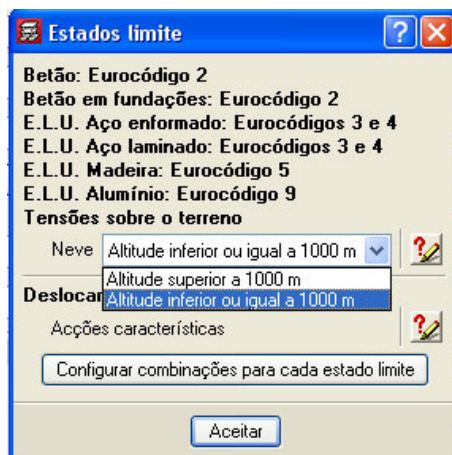 Estados limite
Betão: Eurocódigo 2
Betão em fundações: Eurocódigo 2
E.L.U. Aço enformado: Eurocódigos 3 e 4
E.L.U. Aço laminado: Eurocódigos 3 e 4
E.L.U. Madeira: Eurocódigo 5
E.L.U. Alumínio: Eurocódigo 9
Tensões sobre o terreno
Neve Altitude inferior ou igual a 1000 m
Altitude superior a 1000 m
Altitude inferior ou igual a 1000 m
Acções características
Configurar combinações para cada estado limite
Aceitar